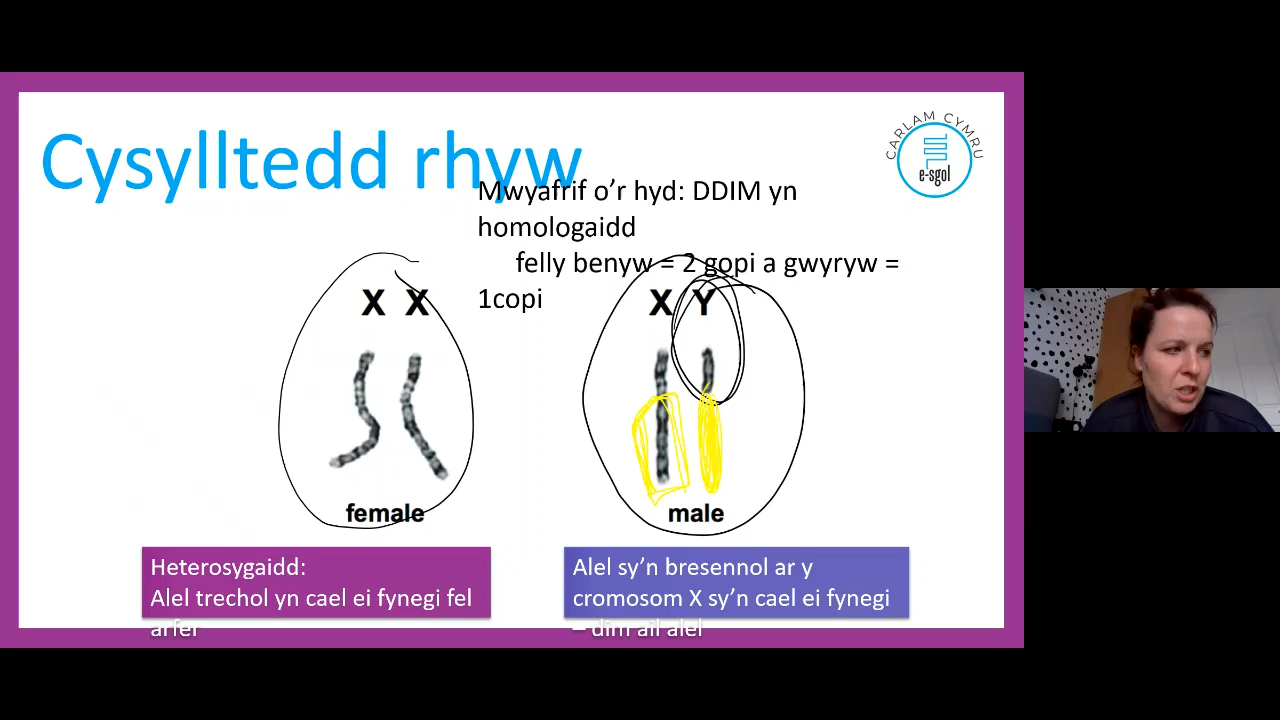 Cysylltedd rhyw
CARLAM CYMRU
e-sgol
Mwyafrif o'r hyd: DDIM yn
homologaidd
felly benyw = 2 gopi a gwyryw =
1copi
X X
X Y
female
male
Heterosygaidd:
Alel trechol yn cael ei fynegi fel
arfer
Alel sy'n bresennol ar y
cromosom X sy'n cael ei fynegi
– dim ail alel